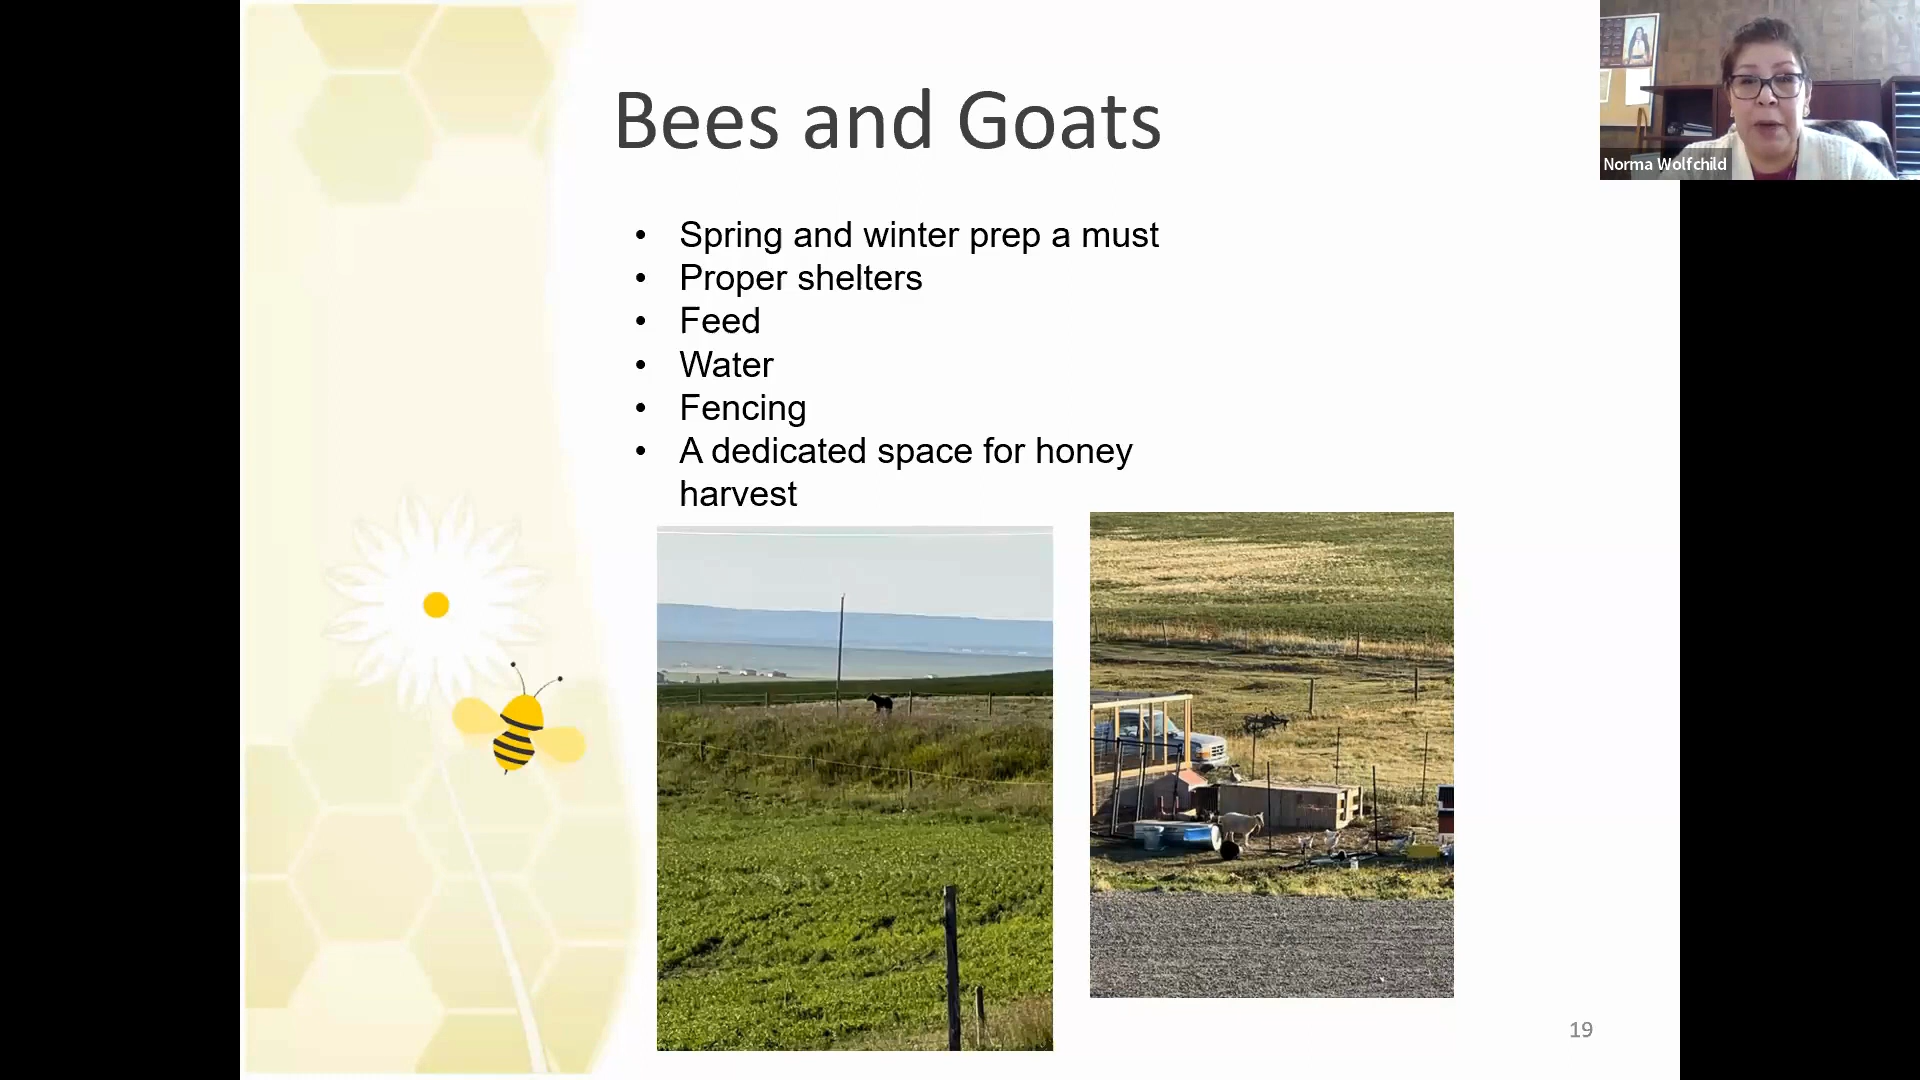 Bees and Goats
• Spring and winter prep a must
• Proper shelters
• Feed
• Water
• Fencing
• A dedicated space for honey
harvest
19
Norma Wolfchild